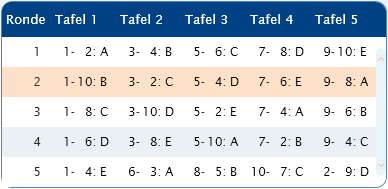 Ronde Tafel 1 Tafel 2 Tafel 3 Tafel 4 Tafel 5
1 1- 2: A 3- 4: B 5- 6: C 7- 8: D 9-10: E
2 1-10: B 3- 2: C 5- 4: D 7- 6: E 9- 8: A
3 1- 8: C 3-10: D 5- 2: E 7- 4: A 9- 6: B
4 1- 6: D 3- 8: E 5-10: A 7- 2: B 9- 4: C
5 1- 4: E 6- 3: A 8- 5: B 10- 7: C 2- 9: D